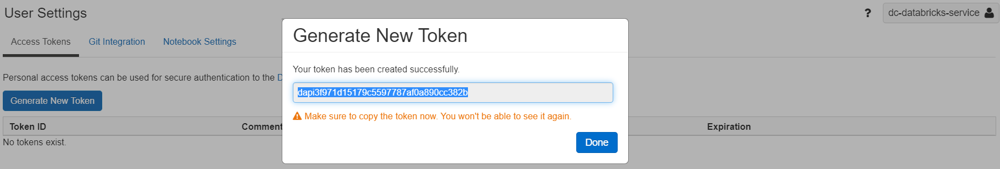 User Settings
? dc-databricks-service
Access Tokens Git Integration Notebook Settings
Generate New Token
Your token has been created successfully.
Personal access tokens can be used for secure authentication to the D
dapi3f971d15179c5597787af0a890cc382b
Generate New Token
Make sure to copy the token now. You won't be able to see it again.
Token ID Comment Expiration
No tokens exist.
Done